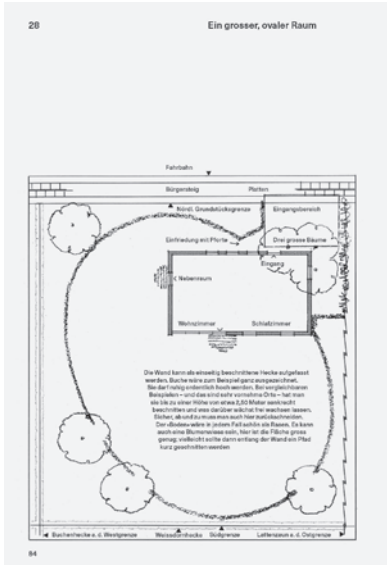 28
Ein grosser, ovaler Raum
Fahrbahn
Bürgersteig
Platten
Nördl. Grundstücksgrenze
Eingangsbereich
Einfriedung mit Pforte
Drei grosse Bäume
Eingang
Nebenraum
Wohnzimmer
Schlafzimmer
Die Wand kann als einseitig beschnittene Hecke aufgefasst
werden. Buche wäre zum Beispiel ganz ausgezeichnet.
Sie darf ruhig ordentlich hoch werden. Bei vergleichbaren
Beispielen – und das sind sehr vornehme Orte – hat man
sie bis zu einer Höhe von etwa 2,50 Meter senkrecht
beschnitten und was darüber wächst frei wachsen lassen.
Sicher, ab und zu muss man auch hier zurückschneiden.
Der «Boden» wäre in jedem Fall schön als Rasen. Es kann
auch eine Blumenwiese sein, hier ist die Fläche gross
genug; vielleicht sollte dann entlang der Wand ein Pfad
kurz geschnitten werden
Buchenhecke a. d. Westgrenze
Weissdornhecke
Südgrenze
Lattenzaun a. d. Ostgrenze
84